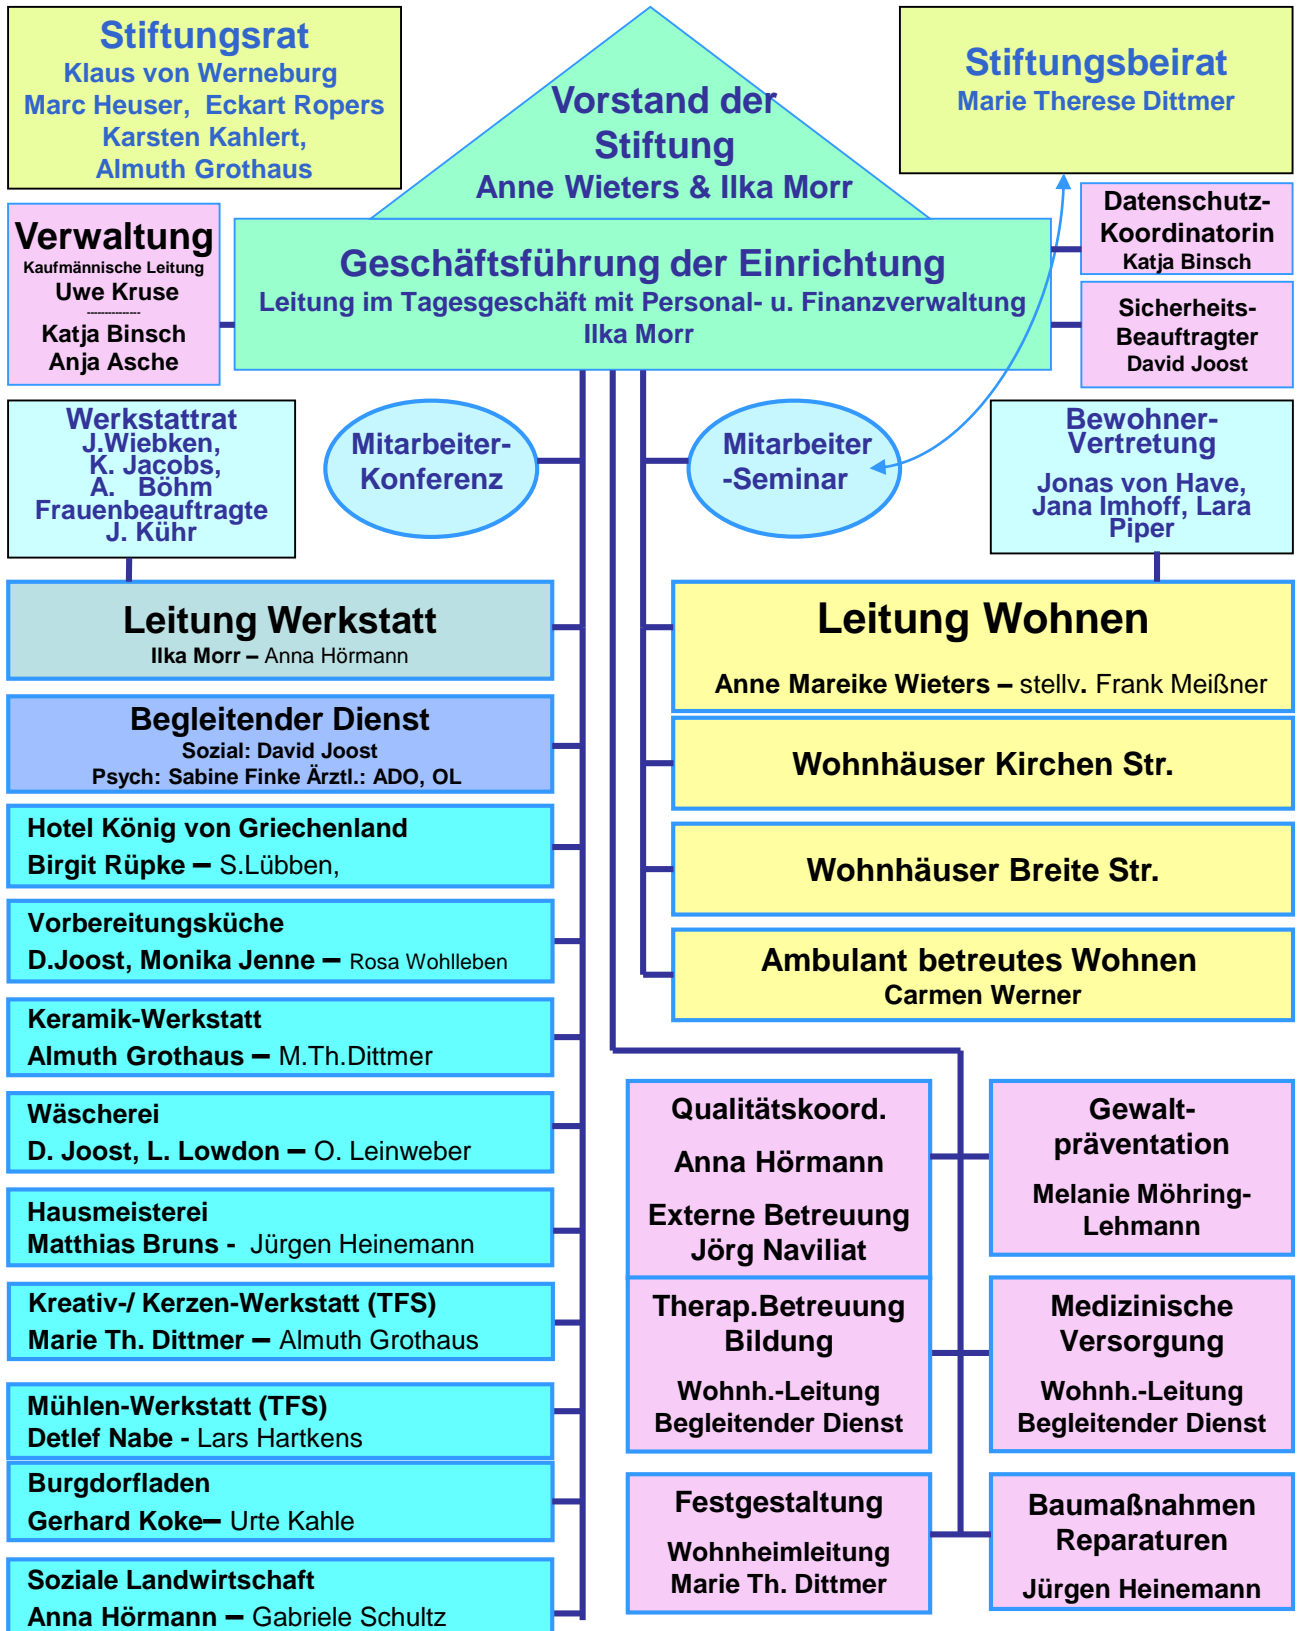 Stiftungsrat
Klaus von Werneburg
Marc Heuser, Eckart Ropers
Karsten Kahlert,
Almuth Grothaus
Vorstand der
Stiftung
Anne Wieters & Ilka Morr
Stiftungsbeirat
Marie Therese Dittmer
Verwaltung
Kaufmännische Leitung
Uwe Kruse
---------------
Katja Binsch
Anja Asche
Geschäftsführung der Einrichtung
Leitung im Tagesgeschäft mit Personal- u. Finanzverwaltung
Ilka Morr
Datenschutz-
Koordinatorin
Katja Binsch
Sicherheits-
Beauftragter
David Joost
Werkstattrat
J.Wiebken,
K. Jacobs,
A. Böhm
Frauenbeauftragte
J. Kühr
Mitarbeiter-
Konferenz
Mitarbeiter
-Seminar
Bewohner-
Vertretung
Jonas von Have,
Jana Imhoff, Lara
Piper
Leitung Werkstatt
Ilka Morr – Anna Hörmann
Begleitender Dienst
Sozial: David Joost
Psych: Sabine Finke Ärztl.: ADO, OL
Hotel König von Griechenland
Birgit Rüpke – S.Lübben,
Vorbereitungsküche
D.Joost, Monika Jenne – Rosa Wohlleben
Keramik-Werkstatt
Almuth Grothaus – M.Th.Dittmer
Wäscherei
D. Joost, L. Lowdon – O. Leinweber
Hausmeisterei
Matthias Bruns - Jürgen Heinemann
Kreativ-/ Kerzen-Werkstatt (TFS)
Marie Th. Dittmer – Almuth Grothaus
Mühlen-Werkstatt (TFS)
Detlef Nabe - Lars Hartkens
Burgdorfladen
Gerhard Koke– Urte Kahle
Soziale Landwirtschaft
Anna Hörmann – Gabriele Schultz
Leitung Wohnen
Anne Mareike Wieters – stellv. Frank Meißner
Wohnhäuser Kirchen Str.
Wohnhäuser Breite Str.
Ambulant betreutes Wohnen
Carmen Werner
Qualitätskoord.
Anna Hörmann
Externe Betreuung
Jörg Naviliat
Gewalt-
präventation
Melanie Möhring-
Lehmann
Therap.Betreuung
Bildung
Wohnh.-Leitung
Begleitender Dienst
Medizinische
Versorgung
Wohnh.-Leitung
Begleitender Dienst
Festgestaltung
Wohnheimleitung
Marie Th. Dittmer
Baumaßnahmen
Reparaturen
Jürgen Heinemann